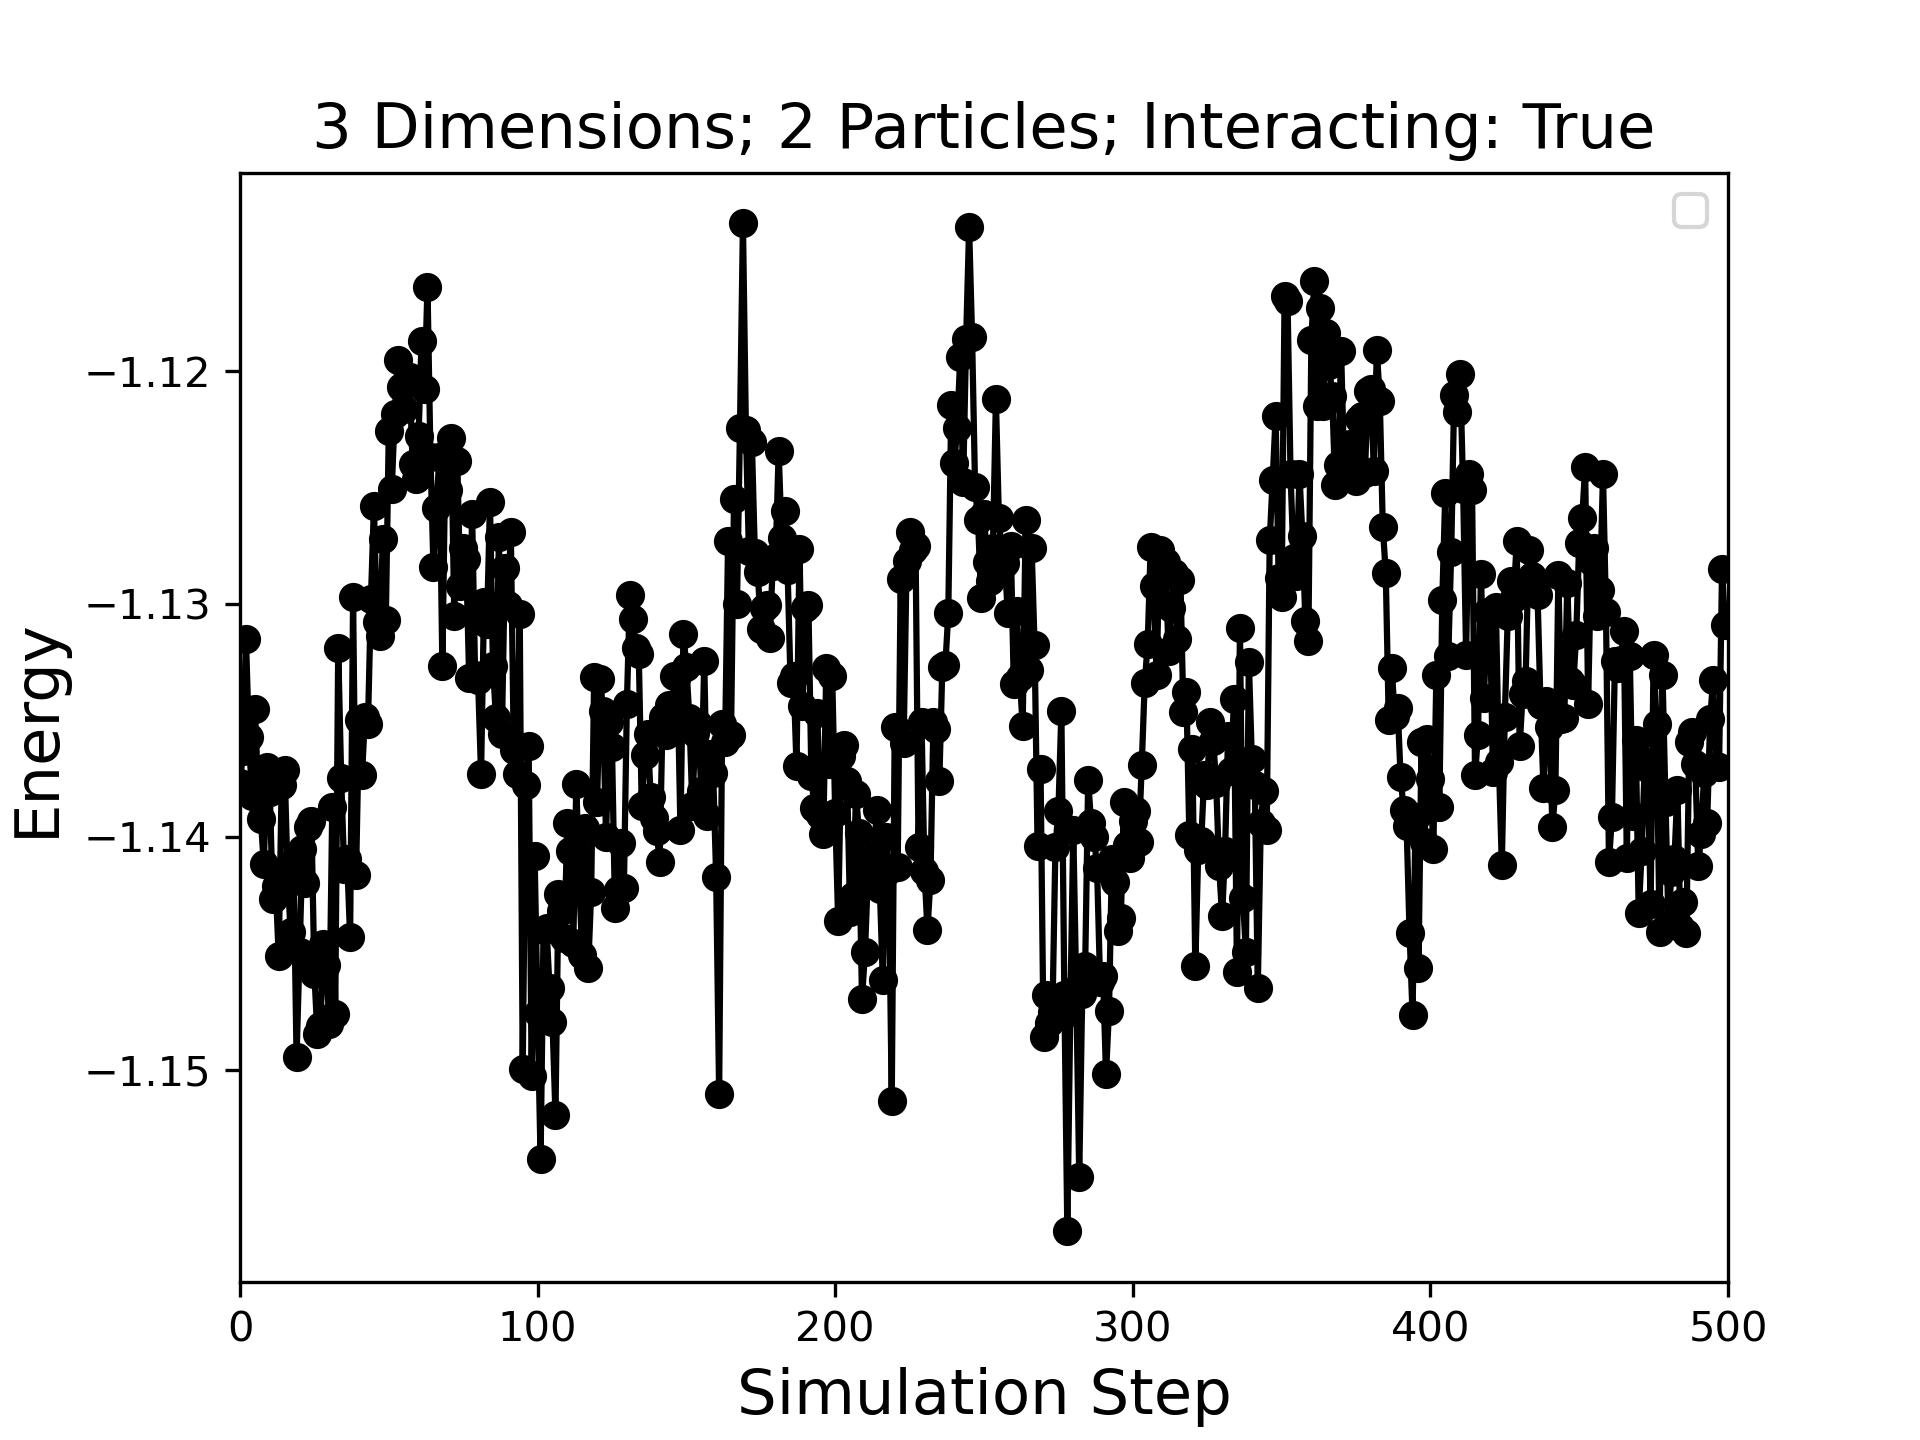 3 Dimensions; 2 Particles; Interacting: True
Energy
−1.12
−1.13
−1.14
−1.15
0 100 200 300 400 500
Simulation Step